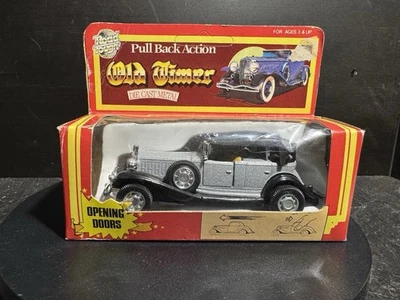 FOR AGES 3 & UP
Pull Back Action
Old Timer
DIE CAST METAL
OPENING
DOORS